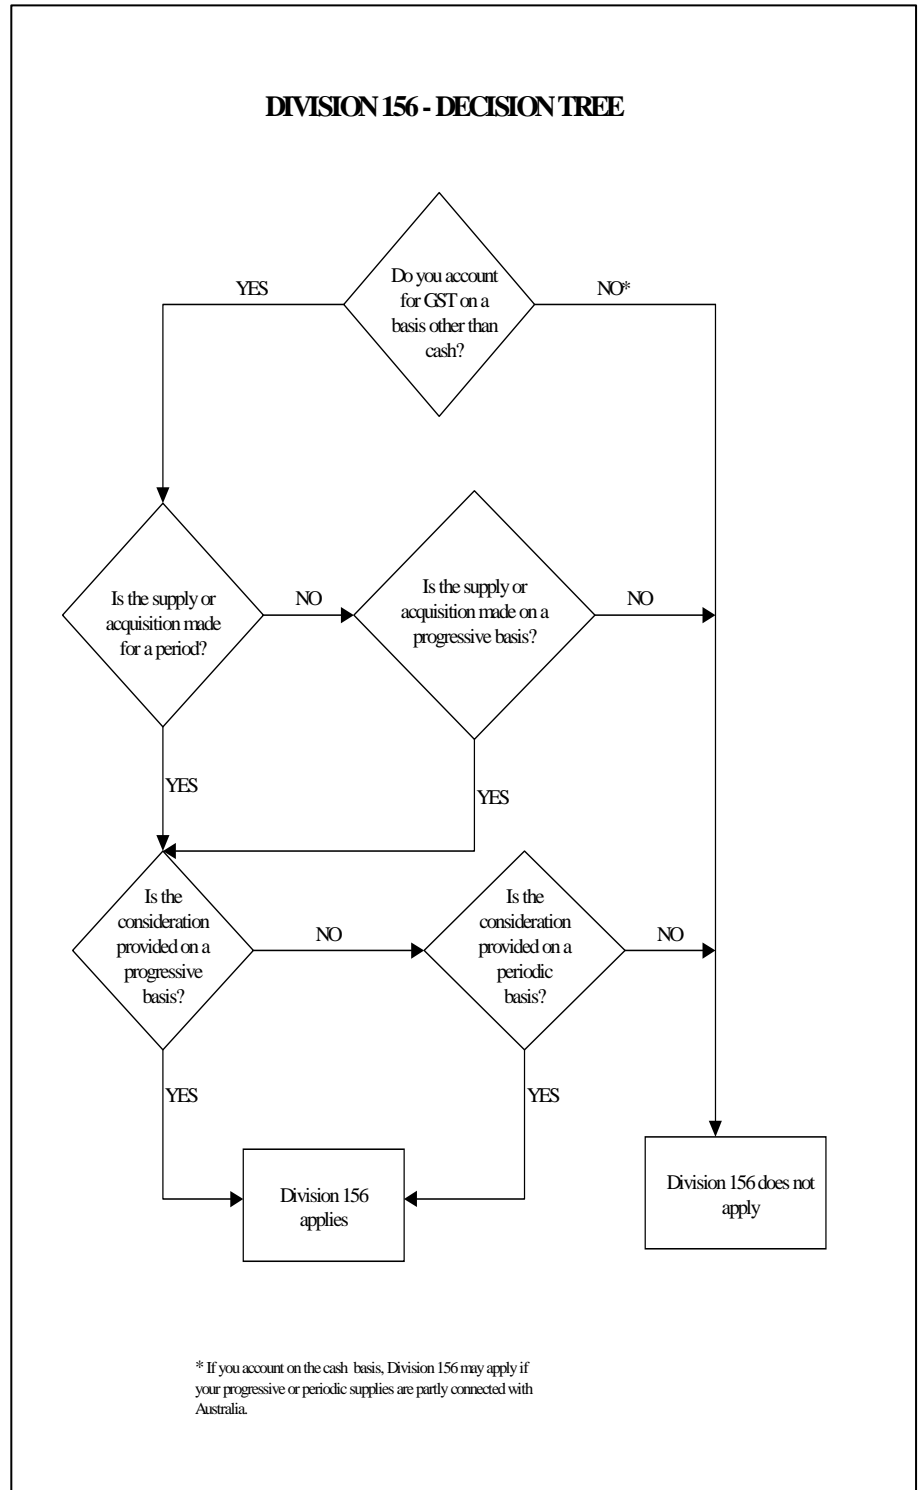 DIVISION 156 - DECISION TREE
Do you account
for GST on a
basis other than
cash?
YES
NO*
Is the supply or
acquisition made
for a period?
NO
Is the supply or
acquisition made on a
progressive basis?
NO
YES
YES
Is the
consideration
provided on a
progressive
basis?
NO
Is the
consideration
provided on a
periodic
basis?
NO
YES
YES
Division 156
applies
Division 156 does not
apply
* If you account on the cash basis, Division 156 may apply if
your progressive or periodic supplies are partly connected with
Australia.